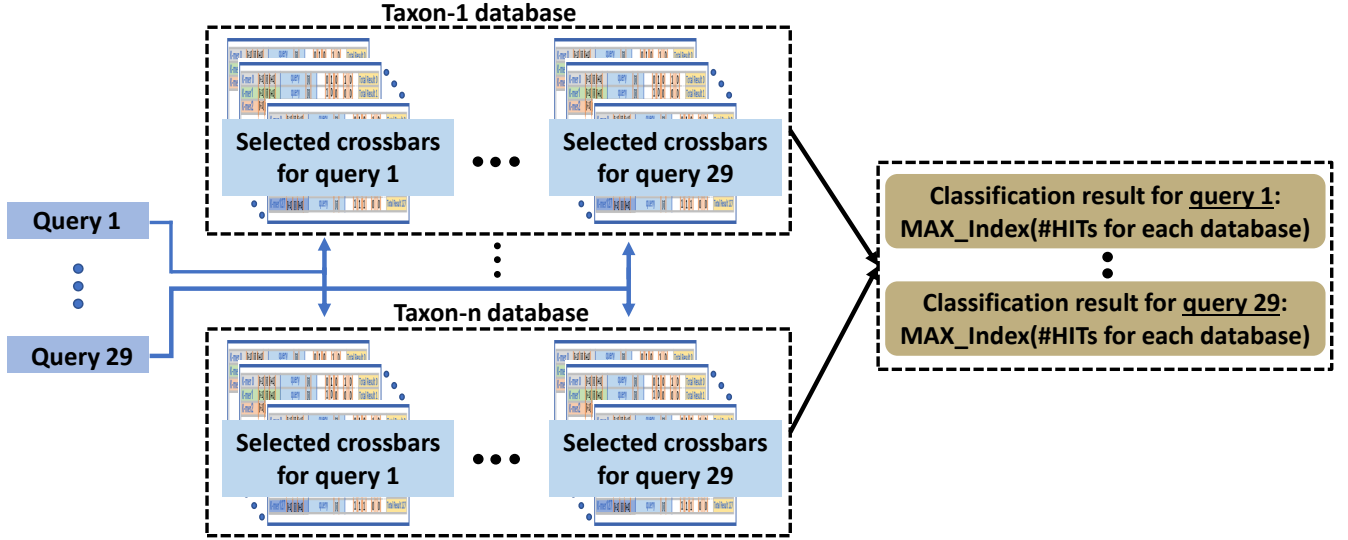 Taxon-1 database
Selected crossbars
for query 1
Selected crossbars
for query 29
Query 1
Query 29
Taxon-n database
Selected crossbars
for query 1
Selected crossbars
for query 29
Classification result for query 1:
MAX_Index(#HITs for each database)
Classification result for query 29:
MAX_Index(#HITs for each database)